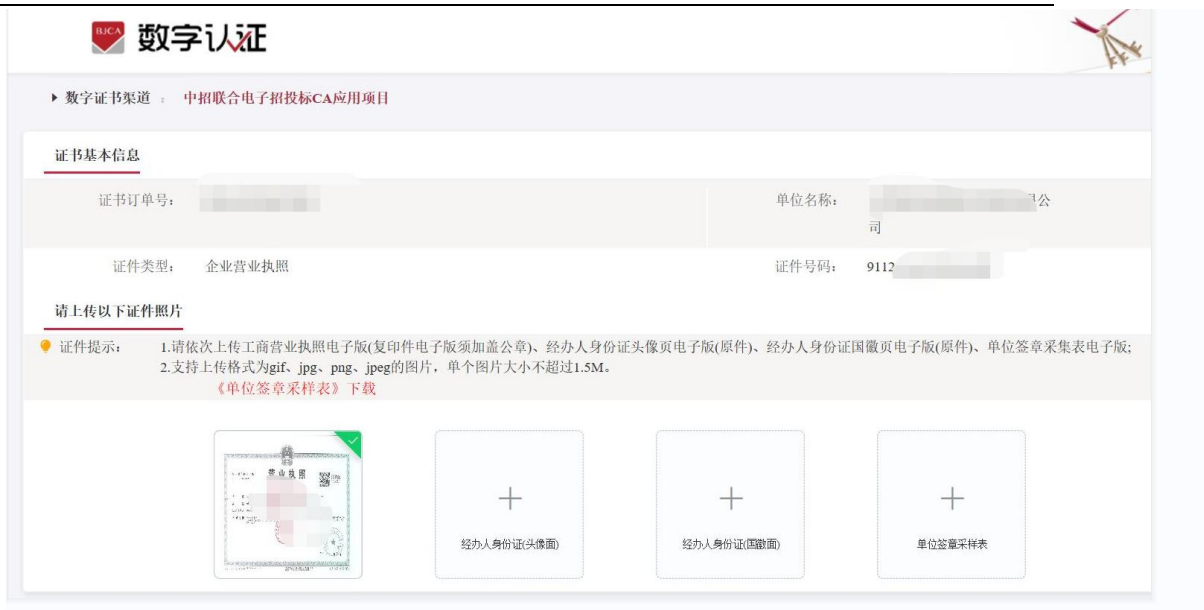 BJCA 数字认证
数字证书渠道 : 中招联合电子招投标CA应用项目
证书基本信息
证书订单号: 单位名称: 公
司
证件类型: 企业营业执照 证件号码: 9112
请上传以下证件照片
证件提示: 1.请依次上传工商营业执照电子版(复印件电子版须加盖公章)、经办人身份证头像页电子版(原件)、经办人身份证国徽页电子版(原件)、单位签章采集表电子版;
2.支持上传格式为gif、jpg、png、jpeg的图片，单个图片大小不超过1.5M。
《单位签章采样表》下载
营业执照
经办人身份证(头像面) 经办人身份证(国徽面) 单位签章采样表